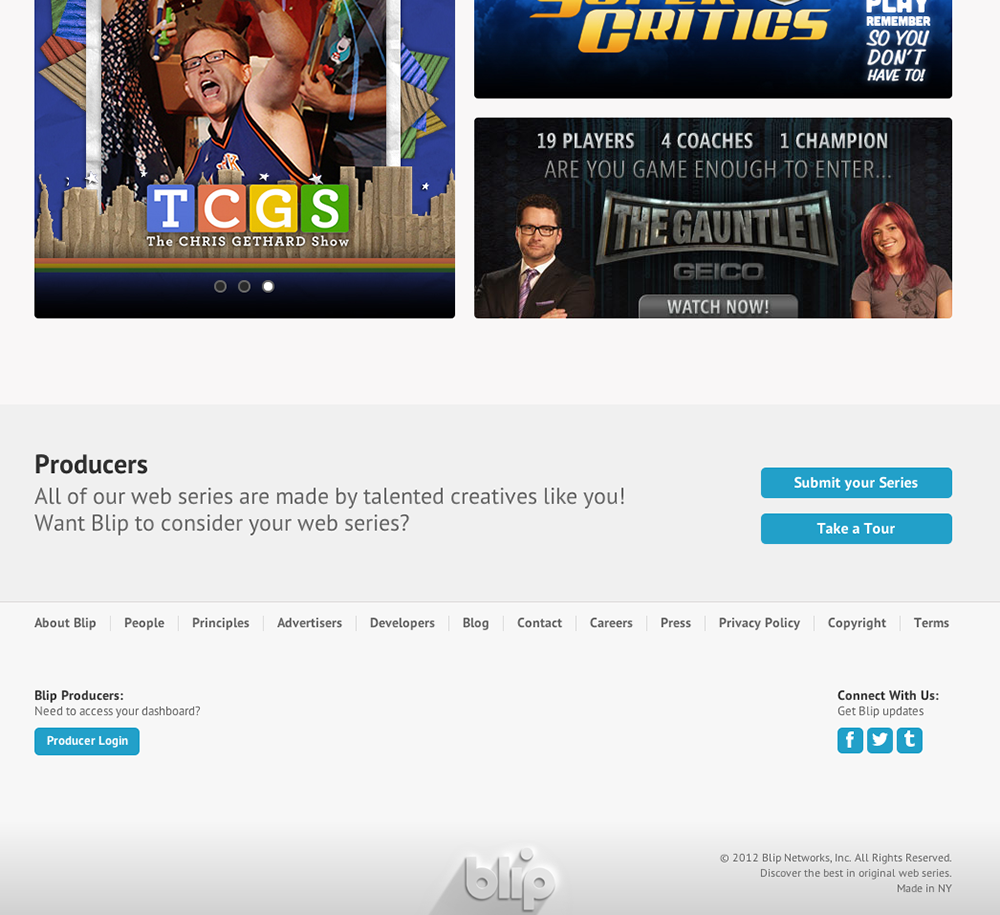 TCGS
The CHRIS GETHARD Show
SUPER
CRITICS
PLAY
REMEMBER
SO YOU
DON'T
HAVE TO!
19 PLAYERS 4 COACHES 1 CHAMPION
ARE YOU GAME ENOUGH TO ENTER...
THE GAUNTLET
GEICO
WATCH NOW!
Producers
All of our web series are made by talented creatives like you!
Want Blip to consider your web series?
Submit your Series
Take a Tour
About Blip People Principles Advertisers Developers Blog Contact Careers Press Privacy Policy Copyright Terms
Blip Producers:
Need to access your dashboard?
Producer Login
Connect With Us:
Get Blip updates
f t
blip
© 2012 Blip Networks, Inc. All Rights Reserved.
Discover the best in original web series.
Made in NY